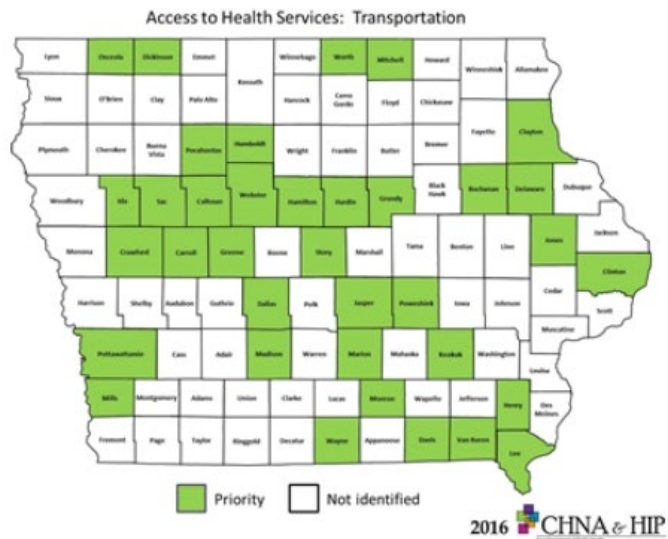 Access to Health Services: Transportation
Lyon Osceola Dickinson Emmet Kossuth Winnebago Worth Mitchell Howard Winneshiek Allamakee
Sioux O'Brien Clay Palo Alto Hancock Cerro Gordo Floyd Chickasaw
Plymouth Cherokee Buena Vista Pocahontas Humboldt Wright Franklin Butler Bremer Fayette Clayton
Woodbury Ida Sac Calhoun Webster Hamilton Hardin Grundy Black Hawk Buchanan Delaware Dubuque
Monona Crawford Carroll Greene Boone Story Marshall Tama Benton Linn Jones Jackson
Clinton
Harrison Shelby Audubon Guthrie Dallas Polk Jasper Poweshiek Iowa Johnson Cedar Scott
Muscatine
Pottawattamie Cass Adair Madison Warren Marion Mahaska Keokuk Washington Louisa
Mills Montgomery Adams Union Clarke Lucas Monroe Wapello Jefferson Henry Des Moines
Fremont Page Taylor Ringgold Decatur Wayne Appanoose Davis Van Buren Lee
Priority Not identified
2016 CHNA & HIP